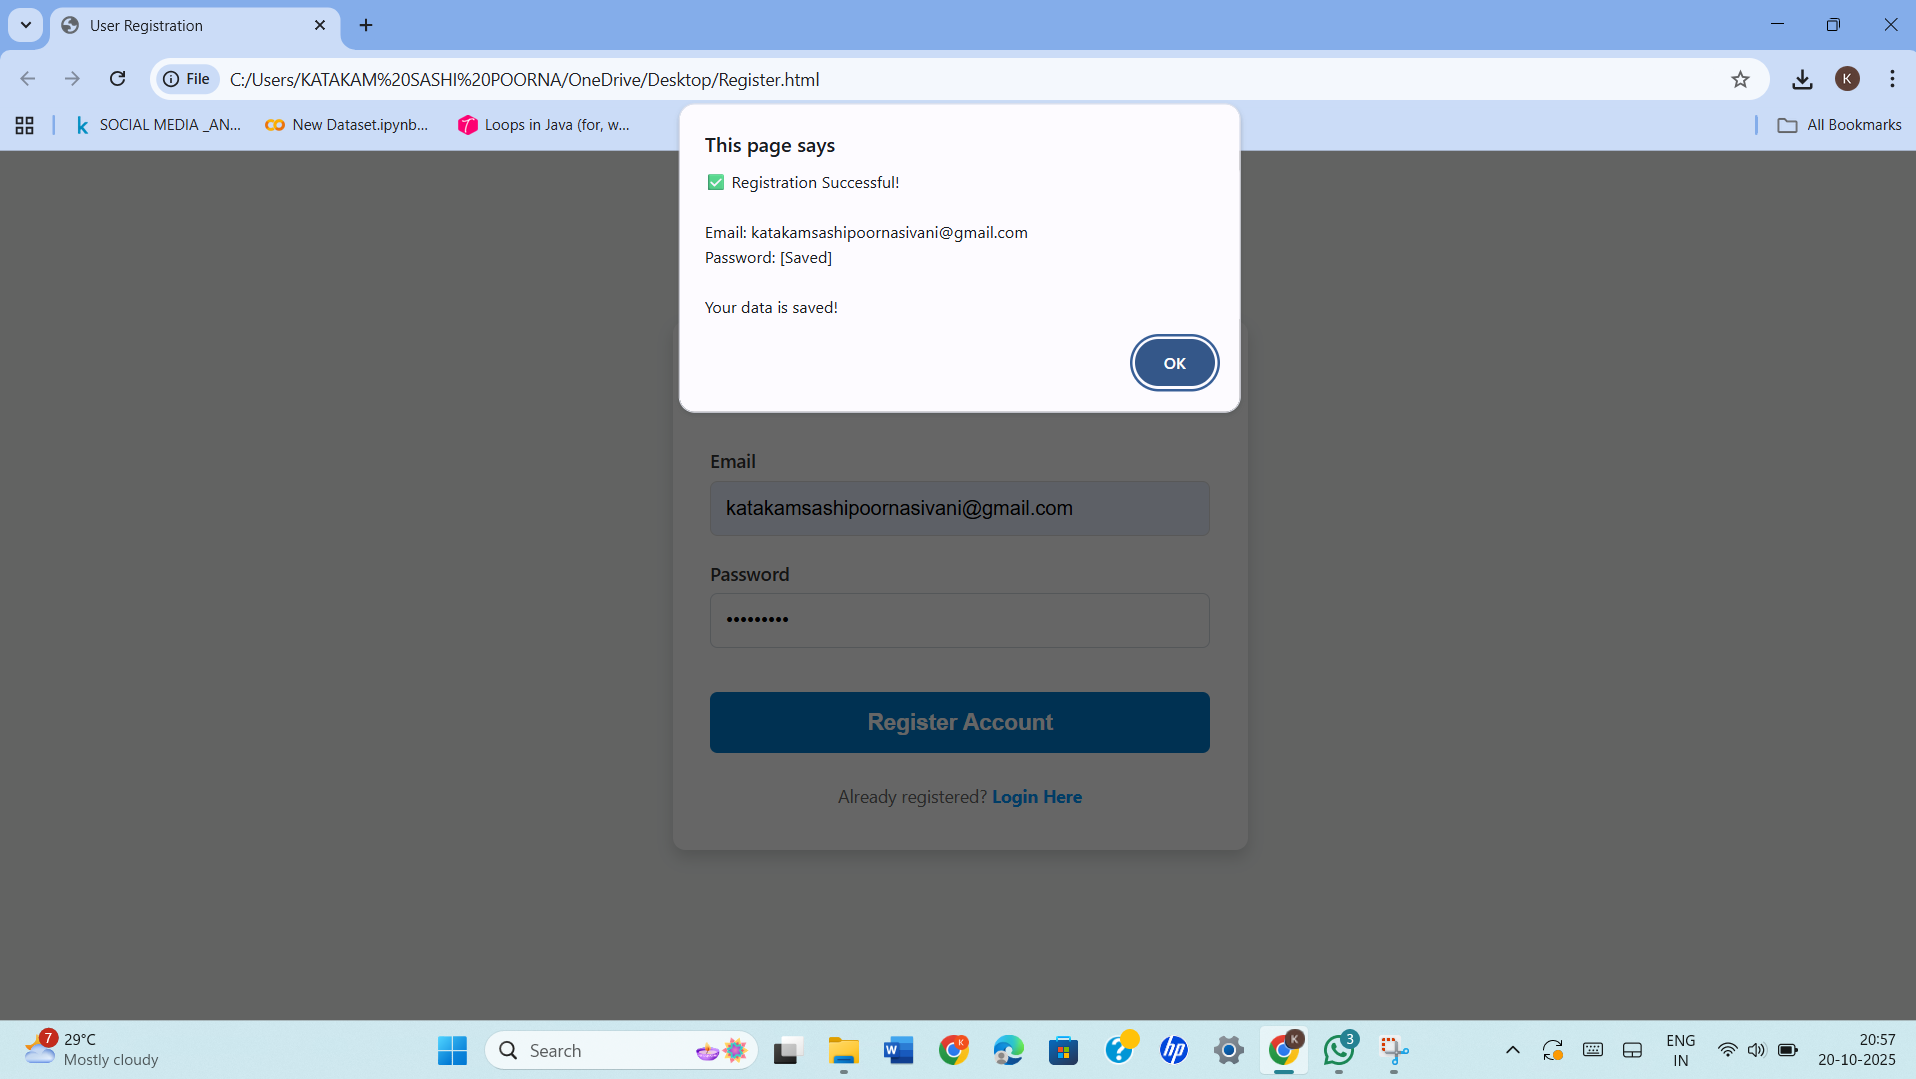 User Registration
File
C:/Users/KATAKAM%20SASHI%20POORNA/OneDrive/Desktop/Register.html
K
k
SOCIAL MEDIA _AN...
New Dataset.ipynb...
Loops in Java (for, w...
All Bookmarks
This page says
✅ Registration Successful!
Email: katakamsashipoornasivani@gmail.com
Password: [Saved]
Your data is saved!
OK
Email
katakamsashipoornasivani@gmail.com
Password
•••••••••
Register Account
Already registered? Login Here
7
29°C
Mostly cloudy
Search
W
K
?
hp
K
3
ENG
IN
20:57
20-10-2025